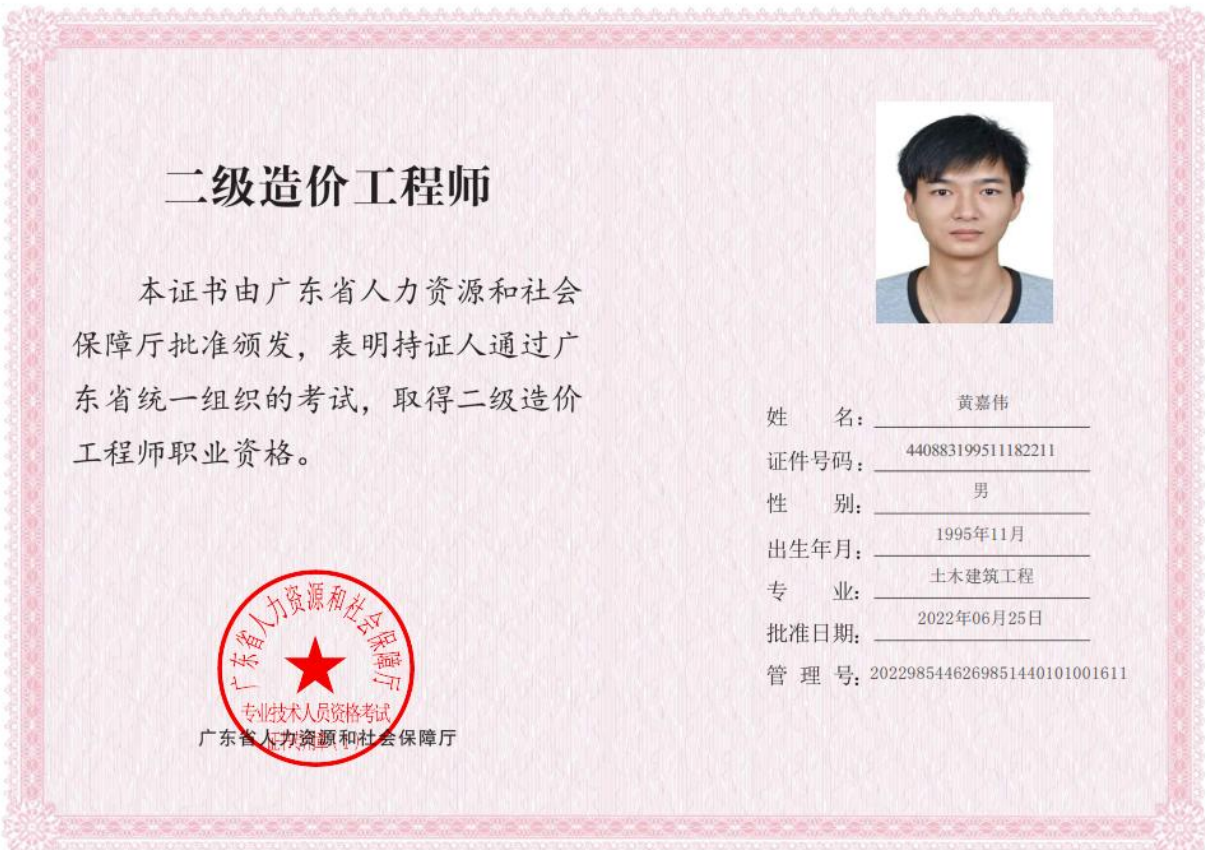 二级造价工程师
本证书由广东省人力资源和社会
保障厅批准颁发，表明持证人通过广
东省统一组织的考试，取得二级造价
工程师职业资格。
广东省人力资源和社会保障厅
专业技术人员资格考试
广东省人力资源和社会保障厅
姓 名：黄嘉伟
证件号码：440883199511182211
性 别：男
出生年月：1995年11月
专 业：土木建筑工程
批准日期：2022年06月25日
管 理 号：20229854462698514401010016​11